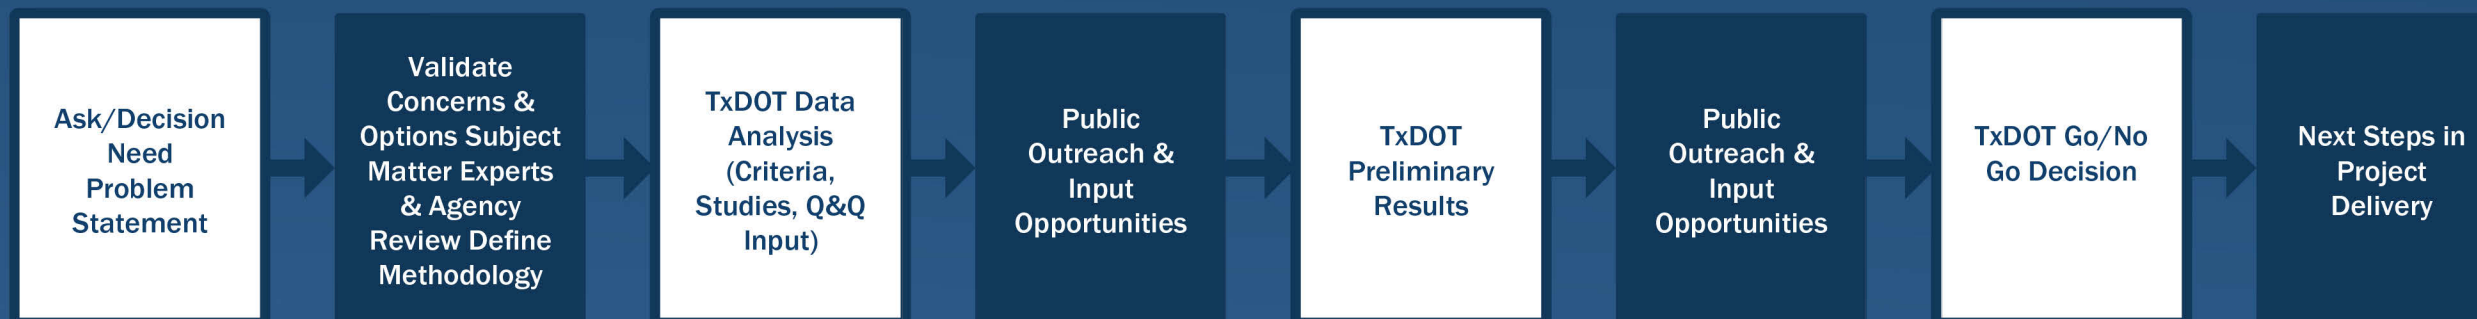 Ask/Decision
Need
Problem
Statement
Validate
Concerns &
Options Subject
Matter Experts
& Agency
Review Define
Methodology
TxDOT Data
Analysis
(Criteria,
Studies, Q&Q
Input)
Public
Outreach &
Input
Opportunities
TxDOT
Preliminary
Results
Public
Outreach &
Input
Opportunities
TxDOT Go/No
Go Decision
Next Steps in
Project
Delivery